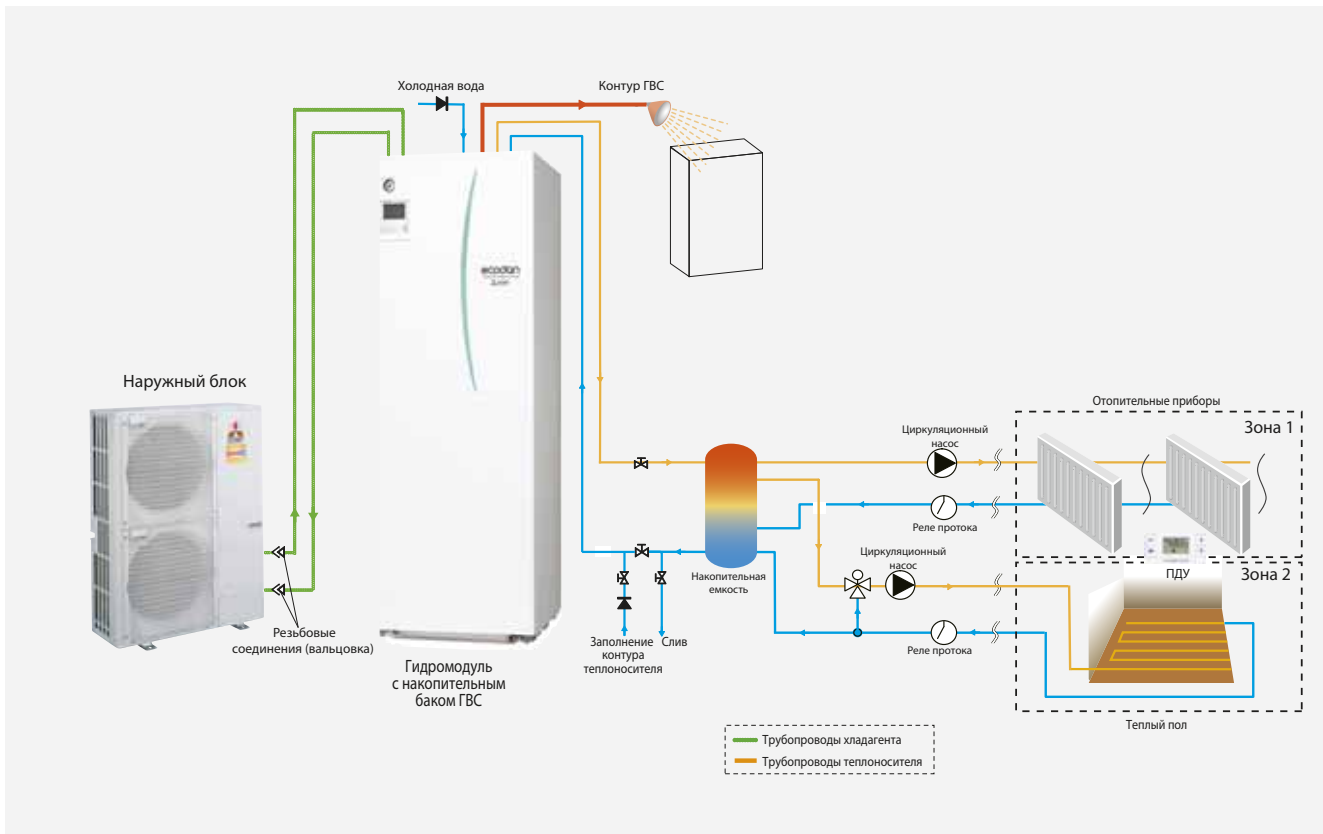 Холодная вода
Контур ГВС
ecodan
Наружный блок
Резьбовые
соединения (вальцовка)
Гидромодуль
с накопительным
баком ГВС
Заполнение
контура
теплоносителя
Слив
Накопительная
емкость
Циркуляционный
насос
Реле протока
Циркуляционный
насос
Реле протока
Отопительные приборы
Зона 1
ПДУ
Зона 2
Теплый пол
Трубопроводы хладагента
Трубопроводы теплоносителя